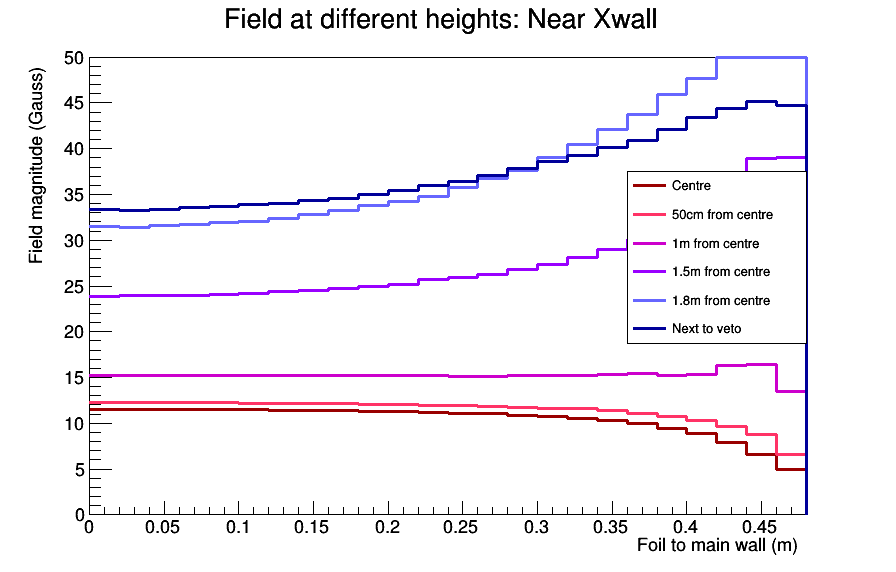 Field at different heights: Near Xwall
Field magnitude (Gauss)
50
45
40
35
30
25
20
15
10
5
0
Centre
50cm from centre
1m from centre
1.5m from centre
1.8m from centre
Next to veto
0 0.05 0.1 0.15 0.2 0.25 0.3 0.35 0.4 0.45
Foil to main wall (m)